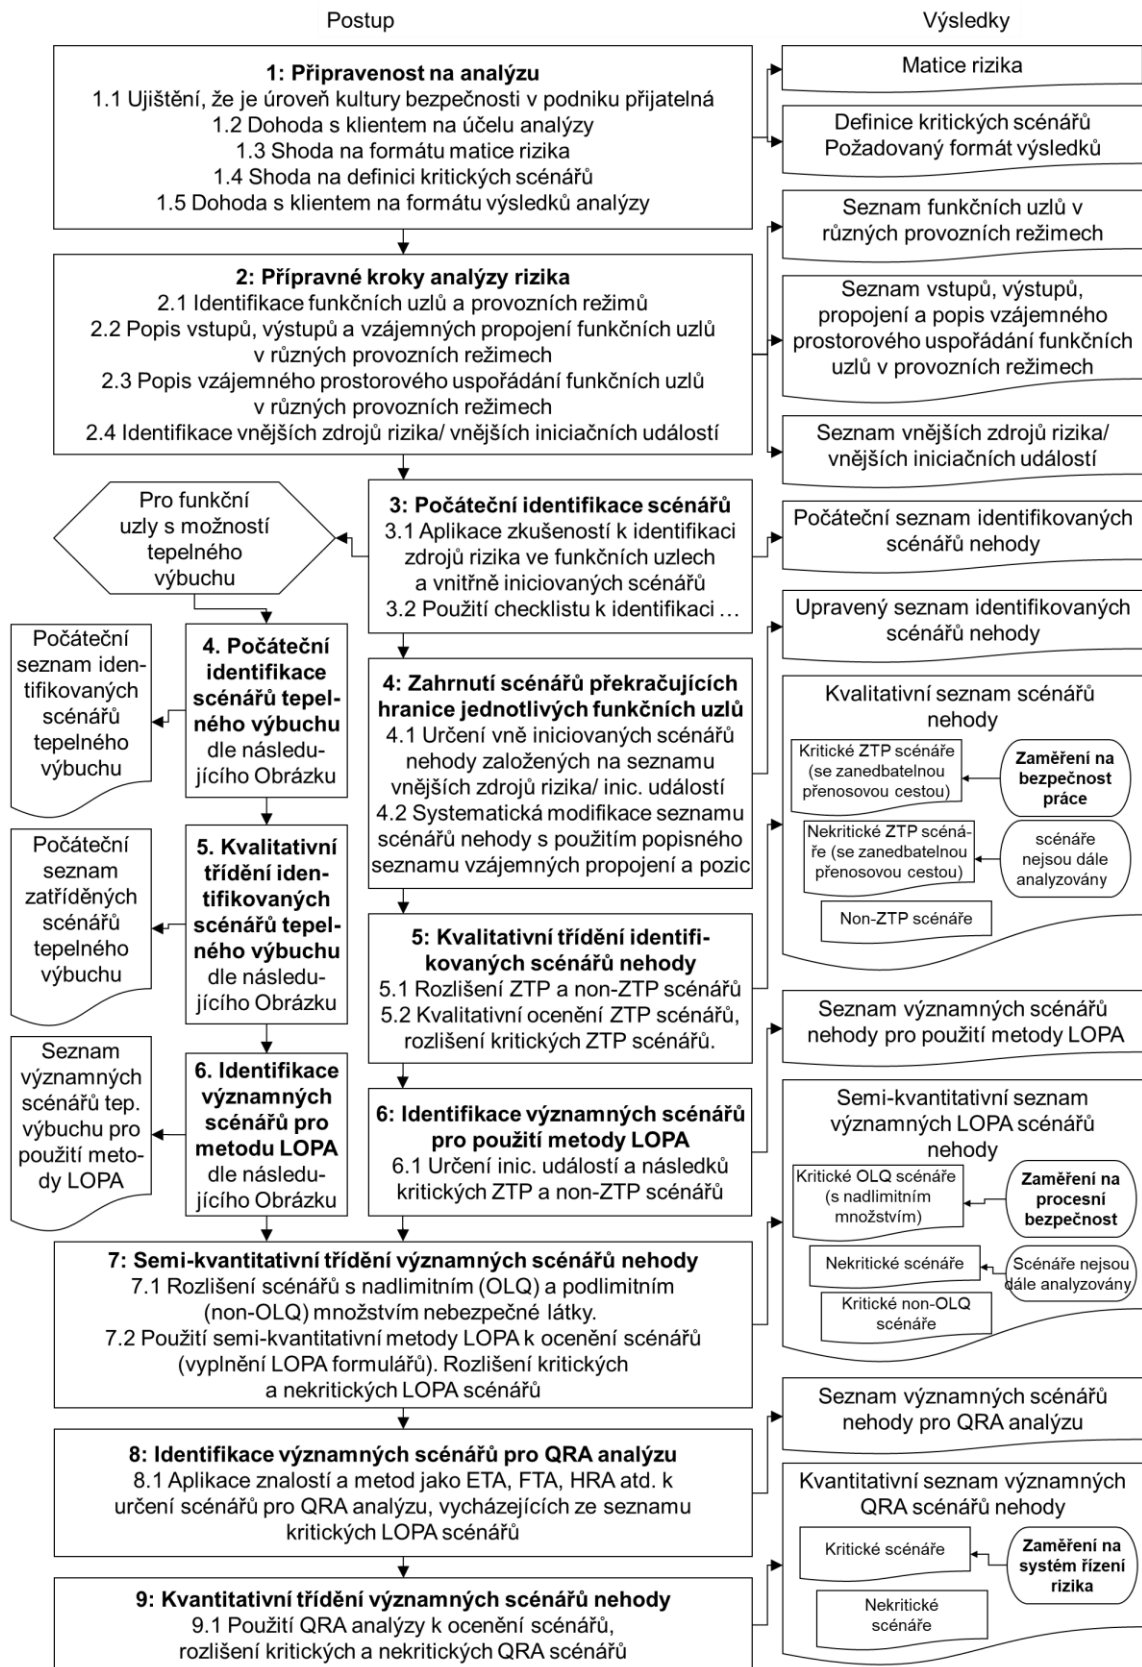 Postup
Výsledky
1: Připravenost na analýzu
1.1 Ujištění, že je úroveň kultury bezpečnosti v podniku přijatelná
1.2 Dohoda s klientem na účelu analýzy
1.3 Shoda na formátu matice rizika
1.4 Shoda na definici kritických scénářů
1.5 Dohoda s klientem na formátu výsledků analýzy
Matice rizika
Definice kritických scénářů
Požadovaný formát výsledků
2: Přípravné kroky analýzy rizika
2.1 Identifikace funkčních uzlů a provozních režimů
2.2 Popis vstupů, výstupů a vzájemných propojení funkčních uzlů
v různých provozních režimech
2.3 Popis vzájemného prostorového uspořádání funkčních uzlů
v různých provozních režimech
2.4 Identifikace vnějších zdrojů rizika/ vnějších iniciačních událostí
Seznam funkčních uzlů v
různých provozních režimech
Seznam vstupů, výstupů,
propojení a popis vzájemného
prostorového uspořádání funkčních
uzlů v provozních režimech
Seznam vnějších zdrojů rizika/
vnějších iniciačních událostí
Pro funkční
uzly s možností
tepelného
výbuchu
3: Počáteční identifikace scénářů
3.1 Aplikace zkušeností k identifikaci
zdrojů rizika ve funkčních uzlech
a vnitřně iniciovaných scénářů
3.2 Použití checklistu k identifikaci …
Počáteční seznam identifikovaných
scénářů nehody
Počáteční
seznam iden-
tifikovaných
scénářů
tepelného
výbuchu
4. Počáteční
identifikace
scénářů tepel-
ného výbuchu
dle následu-
jícího Obrázku
4: Zahrnutí scénářů překračujících
hranice jednotlivých funkčních uzlů
4.1 Určení vně iniciovaných scénářů
nehody založených na seznamu
vnějších zdrojů rizika/ inic. událostí
4.2 Systematická modifikace seznamu
scénářů nehody s použitím popisného
seznamu vzájemných propojení a pozic
Upravený seznam identifikovaných
scénářů nehody
Počáteční
seznam
zatříděných
scénářů
tepelného
výbuchu
5. Kvalitativní
třídění iden-
tifikovaných
scénářů tepel-
ného výbuchu
dle následu-
jícího Obrázku
5: Kvalitativní třídění identifi-
kovaných scénářů nehody
5.1 Rozlišení ZTP a non-ZTP scénářů
5.2 Kvalitativní ocenění ZTP scénářů,
rozlišení kritických ZTP scénářů.
Kvalitativní seznam scénářů
nehody
Kritické ZTP scénáře
(se zanedbatelnou
přenosovou cestou)
Zaměření na
bezpečnost
práce
Nekritické ZTP scéná-
ře (se zanedbatelnou
přenosovou cestou)
scénáře
nejsou dále
analyzovány
Non-ZTP scénáře
Seznam
významných
scénářů tep.
výbuchu pro
použití meto-
dy LOPA
6. Identifikace
významných
scénářů pro
metodu LOPA
dle následu-
jícího Obrázku
6: Identifikace významných scénářů
pro použití metody LOPA
6.1 Určení inic. událostí a následků
kritických ZTP a non-ZTP scénářů
Seznam významných scénářů
nehody pro použití metody LOPA
7: Semi-kvantitativní třídění významných scénářů nehody
7.1 Rozlišení scénářů s nadlimitním (OLQ) a podlimitním
(non-OLQ) množstvím nebezpečné látky.
7.2 Použití semi-kvantitativní metody LOPA k ocenění scénářů
(vyplnění LOPA formulářů). Rozlišení kritických
a nekritických LOPA scénářů
Semi-kvantitativní seznam
významných LOPA scénářů
nehody
Kritické OLQ scénáře
(s nadlimitním
množstvím)
Zaměření na
procesní
bezpečnost
Nekritické scénáře
Scénáře nejsou
dále analyzovány
Kritické non-OLQ
scénáře
8: Identifikace významných scénářů pro QRA analýzu
8.1 Aplikace znalostí a metod jako ETA, FTA, HRA atd. k
určení scénářů pro QRA analýzu, vycházejících ze seznamu
kritických LOPA scénářů
Seznam významných scénářů
nehody pro QRA analýzu
9: Kvantitativní třídění významných scénářů nehody
9.1 Použití QRA analýzy k ocenění scénářů,
rozlišení kritických a nekritických QRA scénářů
Kvantitativní seznam významných
QRA scénářů nehody
Kritické scénáře
Zaměření na
systém řízení
rizika
Nekritické
scénáře